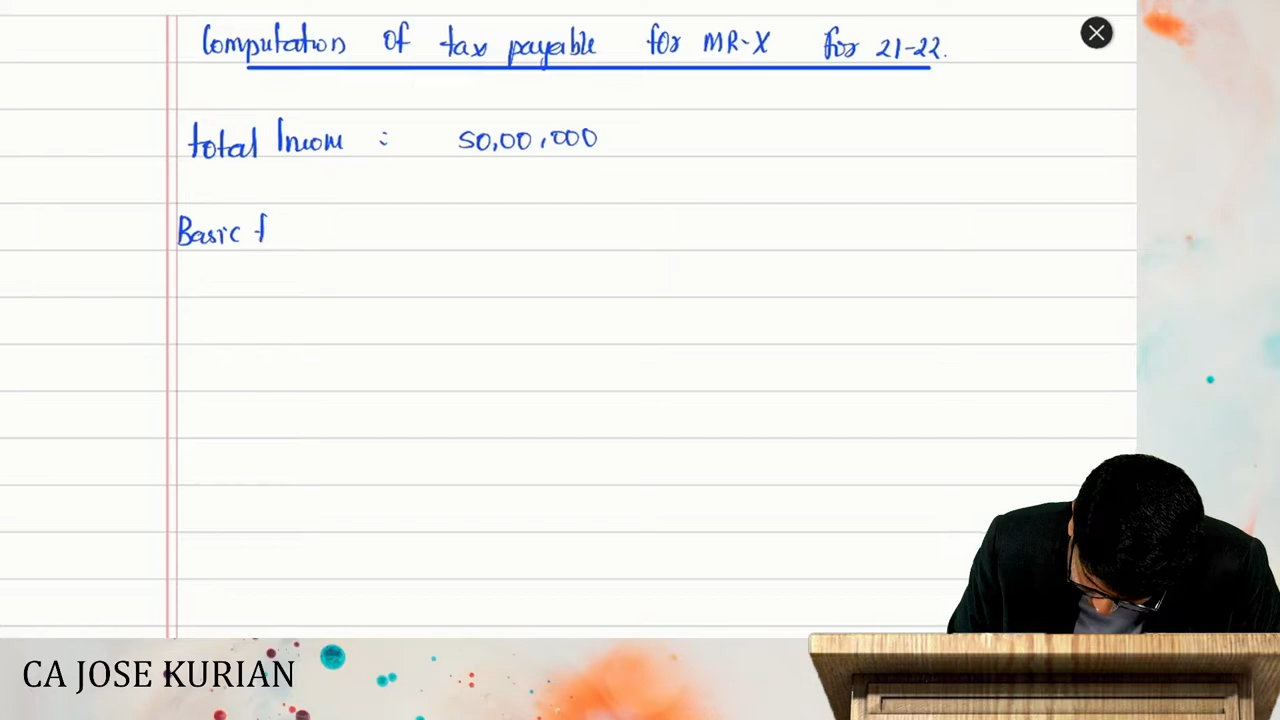 Computation of tax payable for MR-X for 21-22.
total Income : 50,00,000
Basic
CA JOSE KURIAN